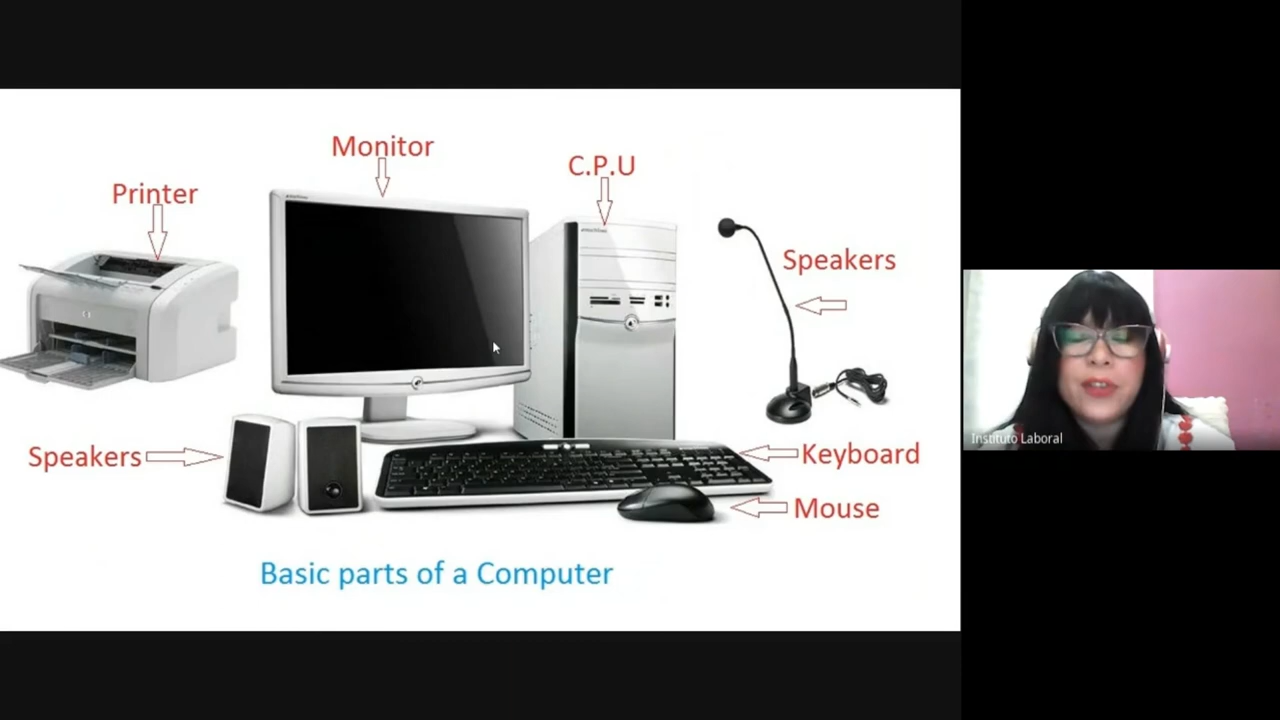 Monitor
C.P.U
Printer
Speakers
Speakers
Keyboard
Mouse
Basic parts of a Computer
Instituto Laboral